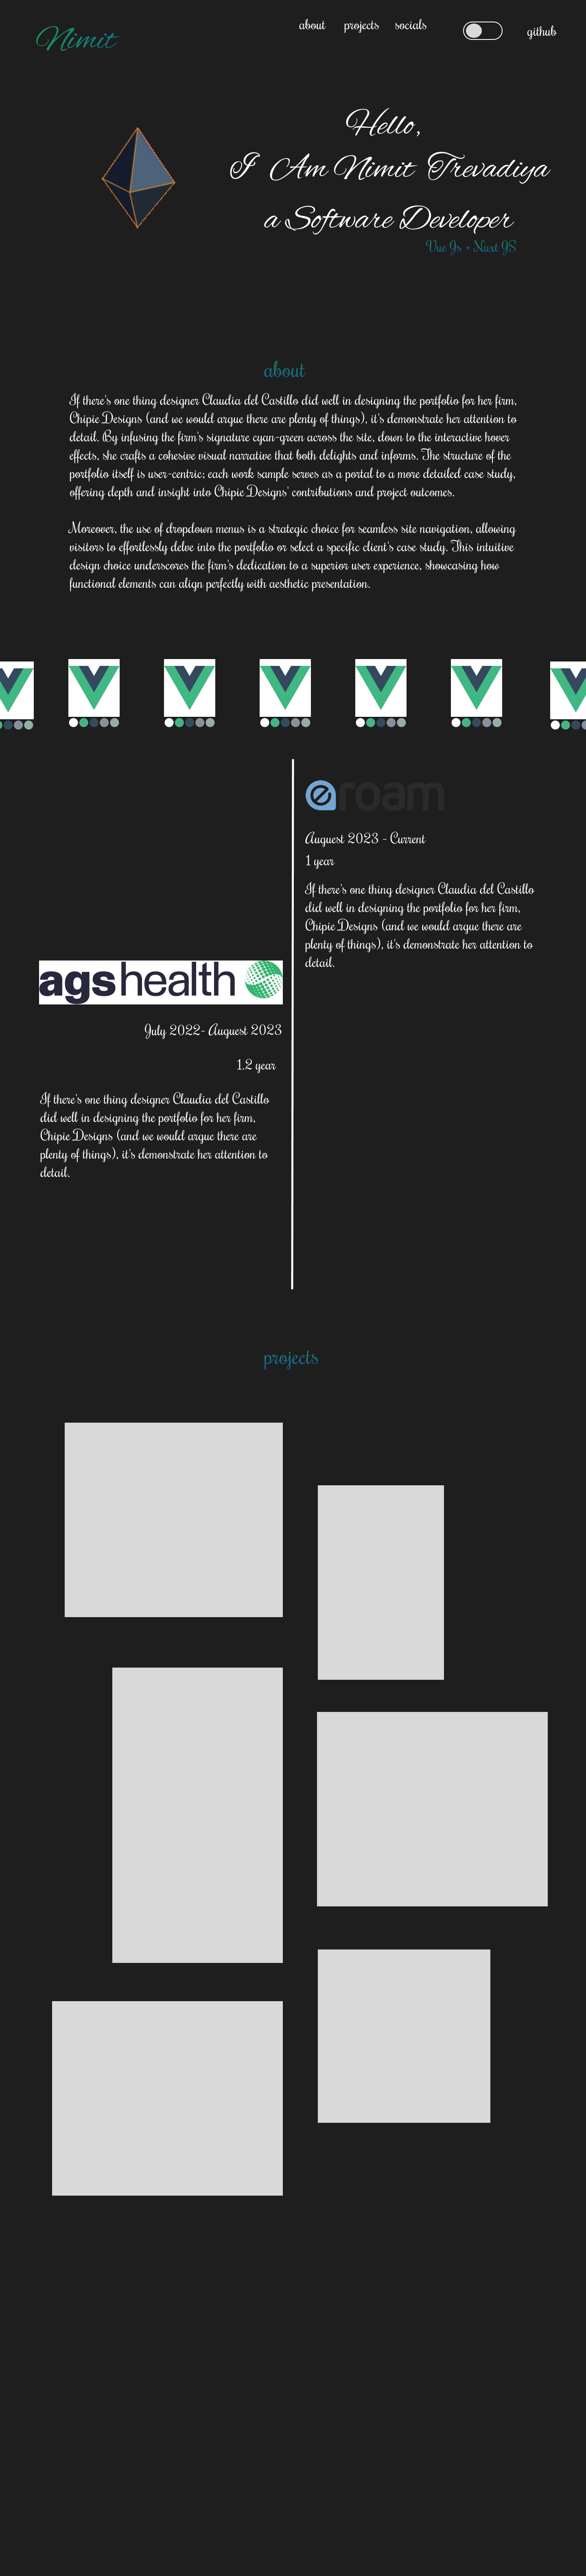 Nimit
about projects socials
github
Hello,
I Am Nimit Trevadiya
a Software Developer
Vue Js + Nuxt JS
about
If there's one thing designer Claudia del Castillo did well in designing the portfolio for her firm,
Chipie Designs (and we would argue there are plenty of things), it's demonstrate her attention to
detail. By infusing the firm's signature cyan-green across the site, down to the interactive hover
effects, she crafts a cohesive visual narrative that both delights and informs. The structure of the
portfolio itself is user-centric; each work sample serves as a portal to a more detailed case study,
offering depth and insight into Chipie Designs' contributions and project outcomes.
Moreover, the use of dropdown menus is a strategic choice for seamless site navigation, allowing
visitors to effortlessly delve into the portfolio or select a specific client's case study. This intuitive
design choice underscores the firm's dedication to a superior user experience, showcasing how
functional elements can align perfectly with aesthetic presentation.
eroam
Auguest 2023 - Current
1 year
If there's one thing designer Claudia del Castillo
did well in designing the portfolio for her firm,
Chipie Designs (and we would argue there are
plenty of things), it's demonstrate her attention to
detail.
agshealth
July 2022- Auguest 2023
1.2 year
If there's one thing designer Claudia del Castillo
did well in designing the portfolio for her firm,
Chipie Designs (and we would argue there are
plenty of things), it's demonstrate her attention to
detail.
projects